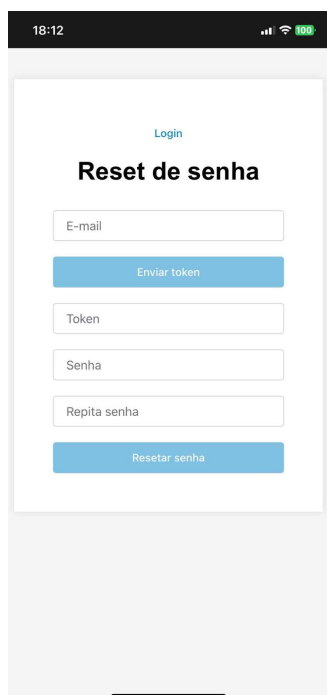 18:12
100
Login
Reset de senha
E-mail
Enviar token
Token
Senha
Repita senha
Resetar senha